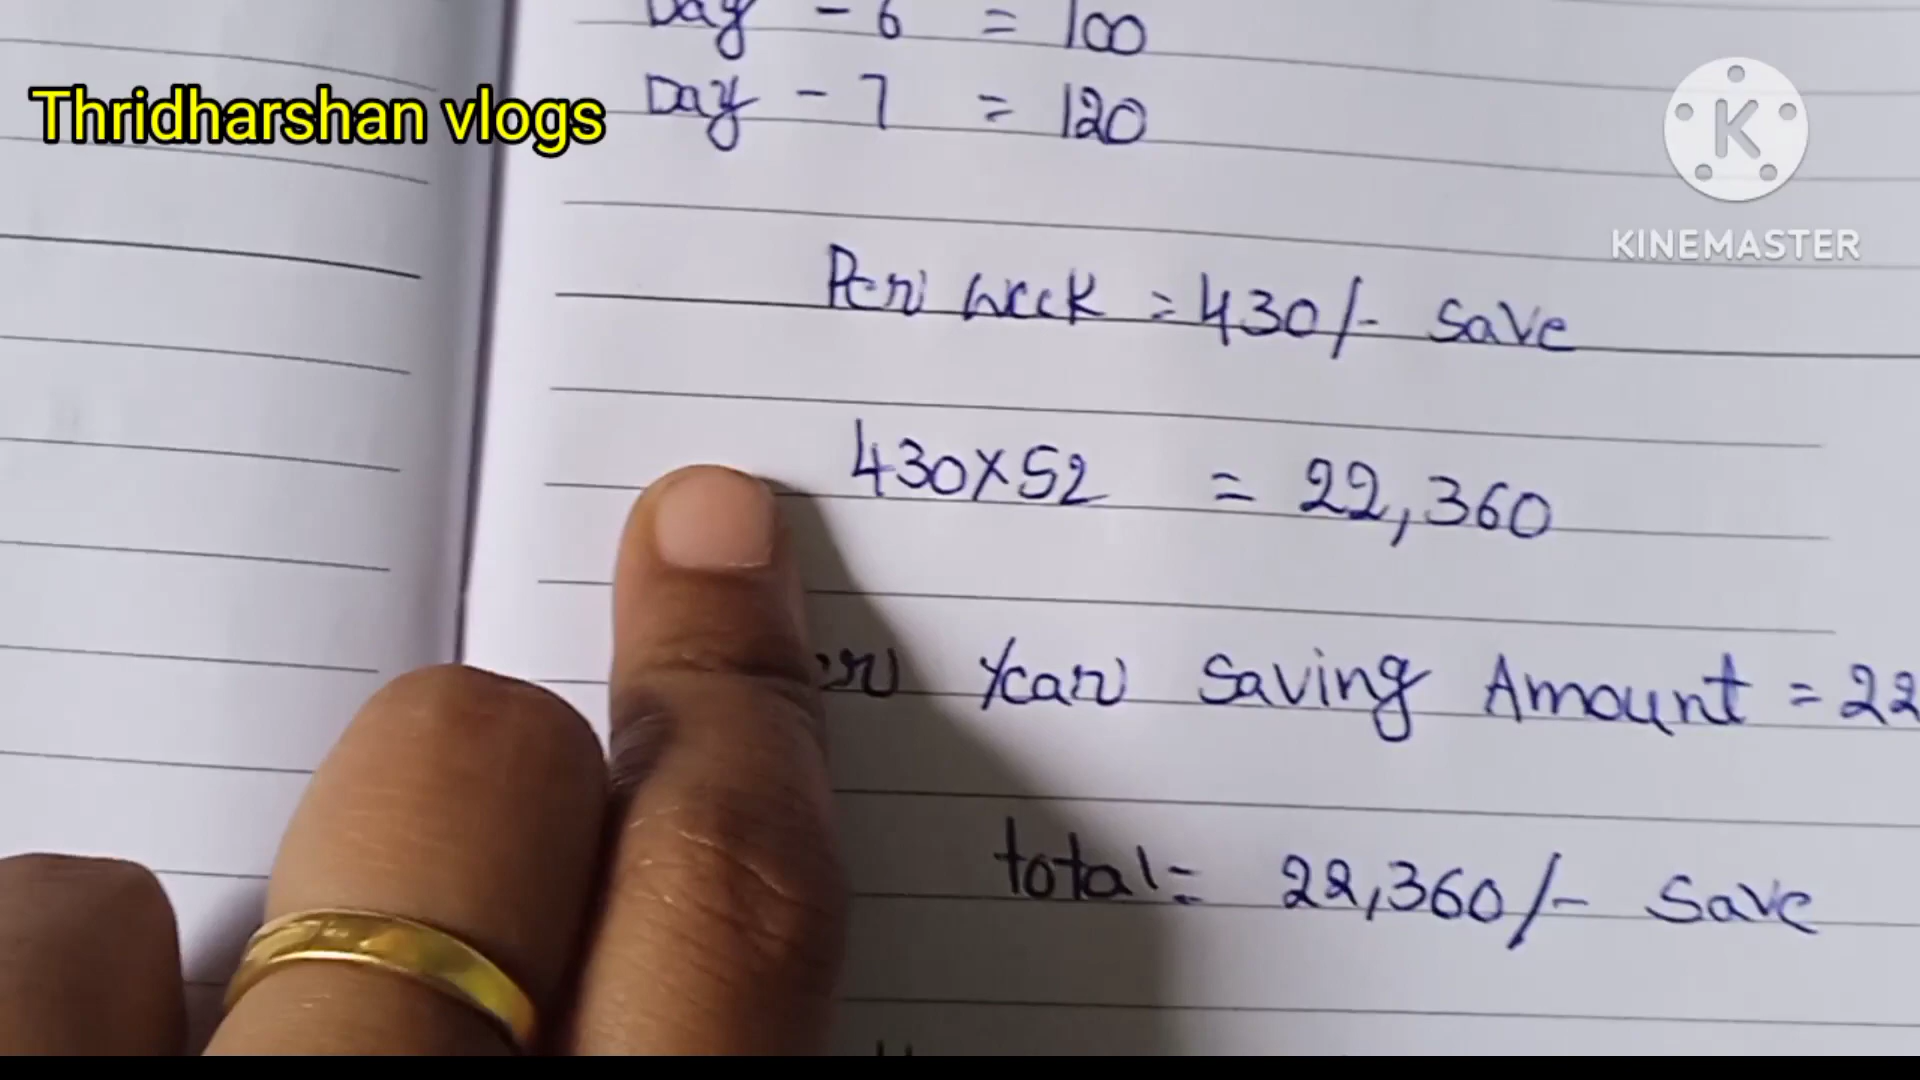 Day - 6 = 100
Thridharshan vlogs
Day - 7 = 120
KINEMASTER
Per week = 430/- save
430×52 = 22,360
er year saving Amount = 22
total = 22,360/- save